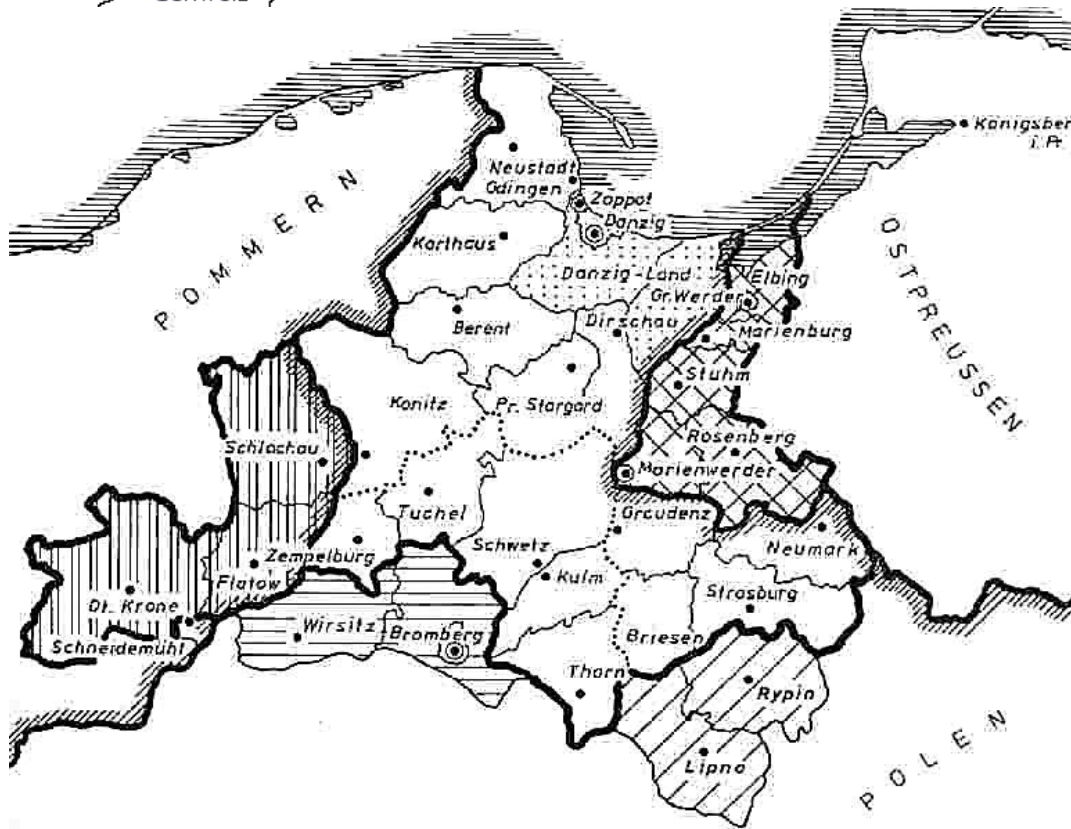 Königsber
i. Pr.
Neustadt
Gdingen
Zoppot
Danzig
Karthaus
POMMERN
OSTPREUSSEN
Danzig-Land
Elbing
Gr. Werder
Berent
Dirschau
Marienburg
Stuhm
Konitz
Pr. Stargard
Schlochau
Rosenberg
Marienwerder
Tuchel
Graudenz
Zempelburg
Schwetz
Neumark
Flatow
Kulm
Dt. Krone
Strasburg
Schneidemühl
Wirsitz
Bromberg
Briesen
Thorn
Rypin
Lipno
POLEN